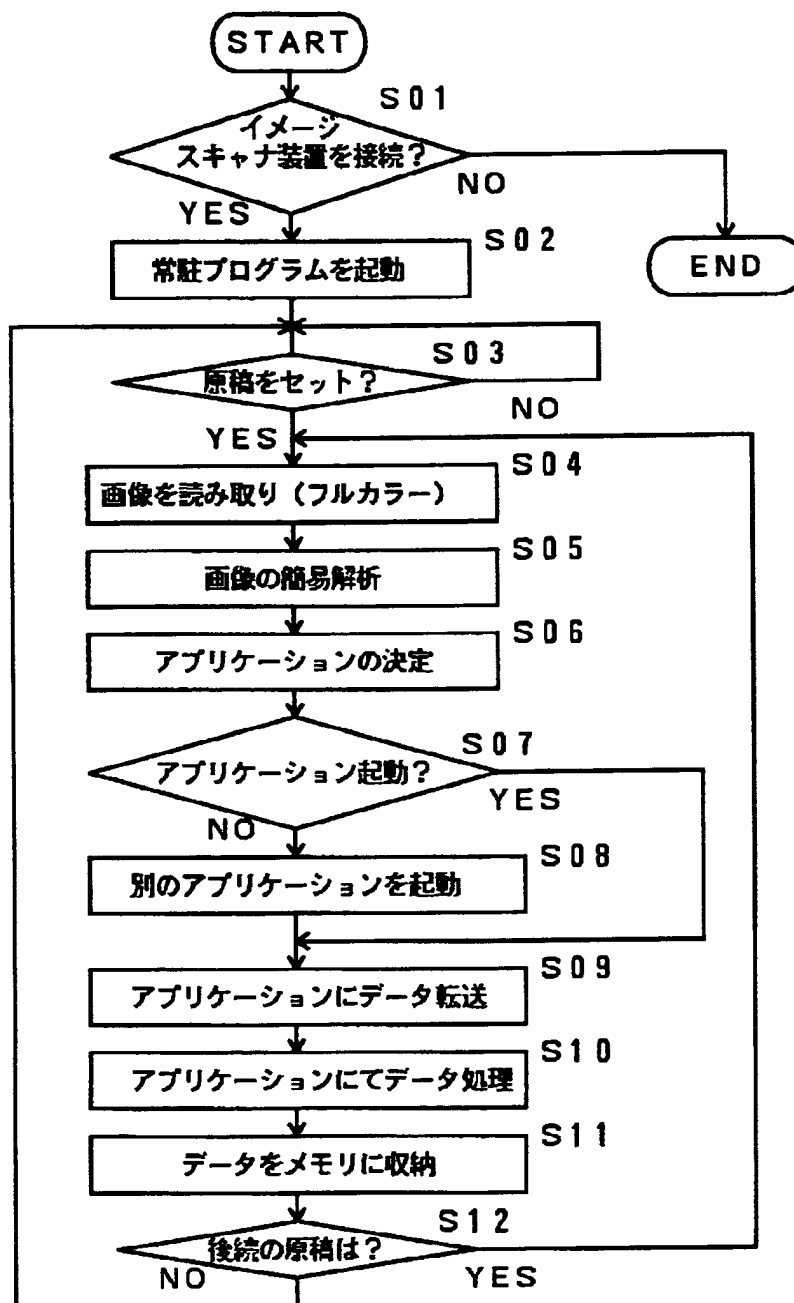 START
S01
イメージ
スキャナ装置を接続?
NO
YES
S02
常駐プログラムを起動
END
S03
原稿をセット?
NO
YES
S04
画像を読み取り(フルカラー)
S05
画像の簡易解析
S06
アプリケーションの決定
S07
アプリケーション起動?
YES
NO
S08
別のアプリケーションを起動
S09
アプリケーションにデータ転送
S10
アプリケーションにてデータ処理
S11
データをメモリに収納
S12
後続の原稿は?
NO
YES